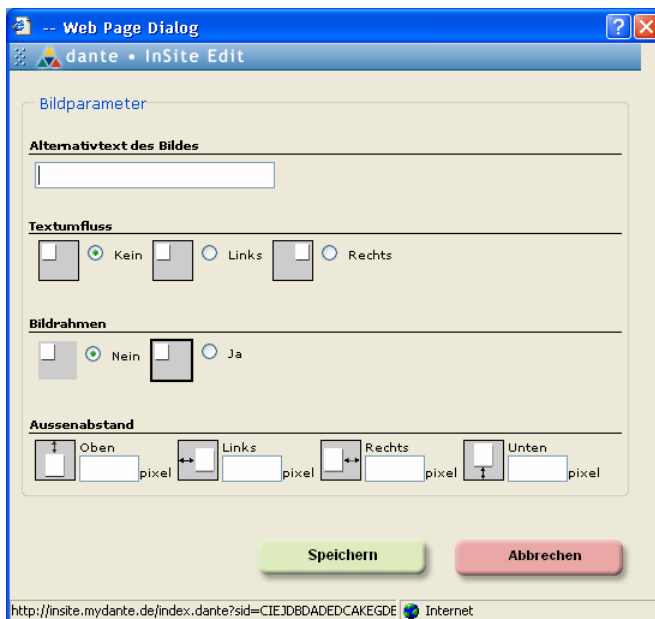 -- Web Page Dialog
dante • InSite Edit
Bildparameter
Alternativtext des Bildes
Textumfluss
Kein Links Rechts
Bildrahmen
Nein Ja
Aussenabstand
Oben Links Rechts Unten
pixel pixel pixel pixel
Speichern Abbrechen
http://insite.mydante.de/index.dante?sid=CIEJDBDADEDCAKEGDE Internet